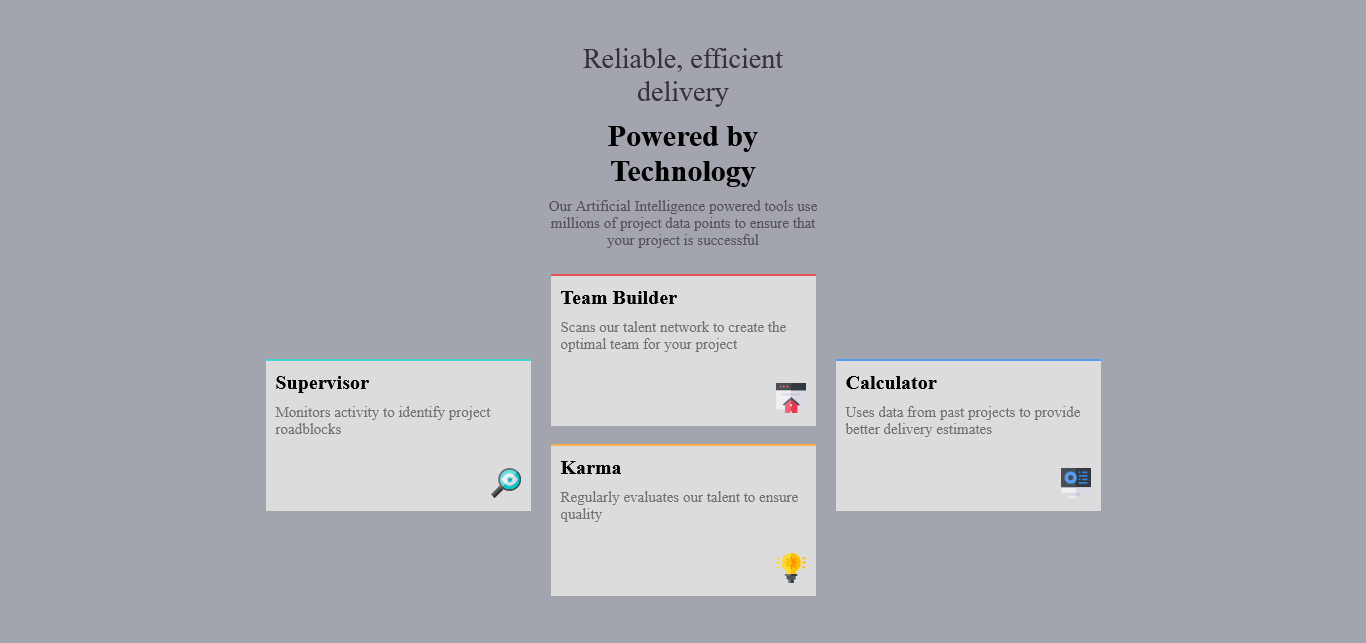 Reliable, efficient
delivery
Powered by
Technology
Our Artificial Intelligence powered tools use
millions of project data points to ensure that
your project is successful
Supervisor
Monitors activity to identify project
roadblocks
Team Builder
Scans our talent network to create the
optimal team for your project
Karma
Regularly evaluates our talent to ensure
quality
Calculator
Uses data from past projects to provide
better delivery estimates